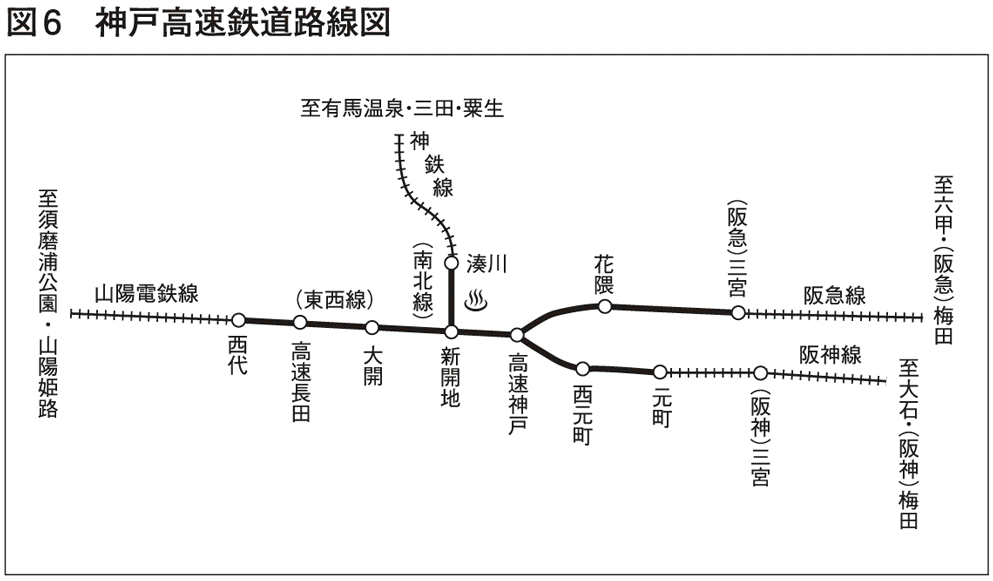 図6 神戸高速鉄道路線図
至有馬温泉・三田・粟生
神鉄線
至須磨浦公園・山陽姫路
山陽電鉄線
(東西線)
(南北線)
湊川
花隈
(阪急)三宮
阪急線
至六甲・(阪急)梅田
西代
高速長田
大開
新開地
高速神戸
西元町
元町
(阪神)三宮
阪神線
至大石・(阪神)梅田